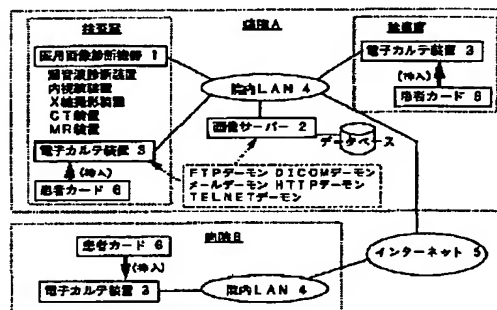 病院A
検査室
医用画像診断機器 1
超音波診断装置
内視鏡装置
X線撮影装置
CT装置
MR装置
電子カルテ装置 3
(挿入)
患者カード 6
院内LAN 4
画像サーバー 2
データベース
FTPデーモン DICOMデーモン
メールデーモン HTTPデーモン
TELNETデーモン
電子カルテ装置 3
(挿入)
患者カード 6
病院B
患者カード 6
(挿入)
電子カルテ装置 3
院内LAN 4
インターネット 5